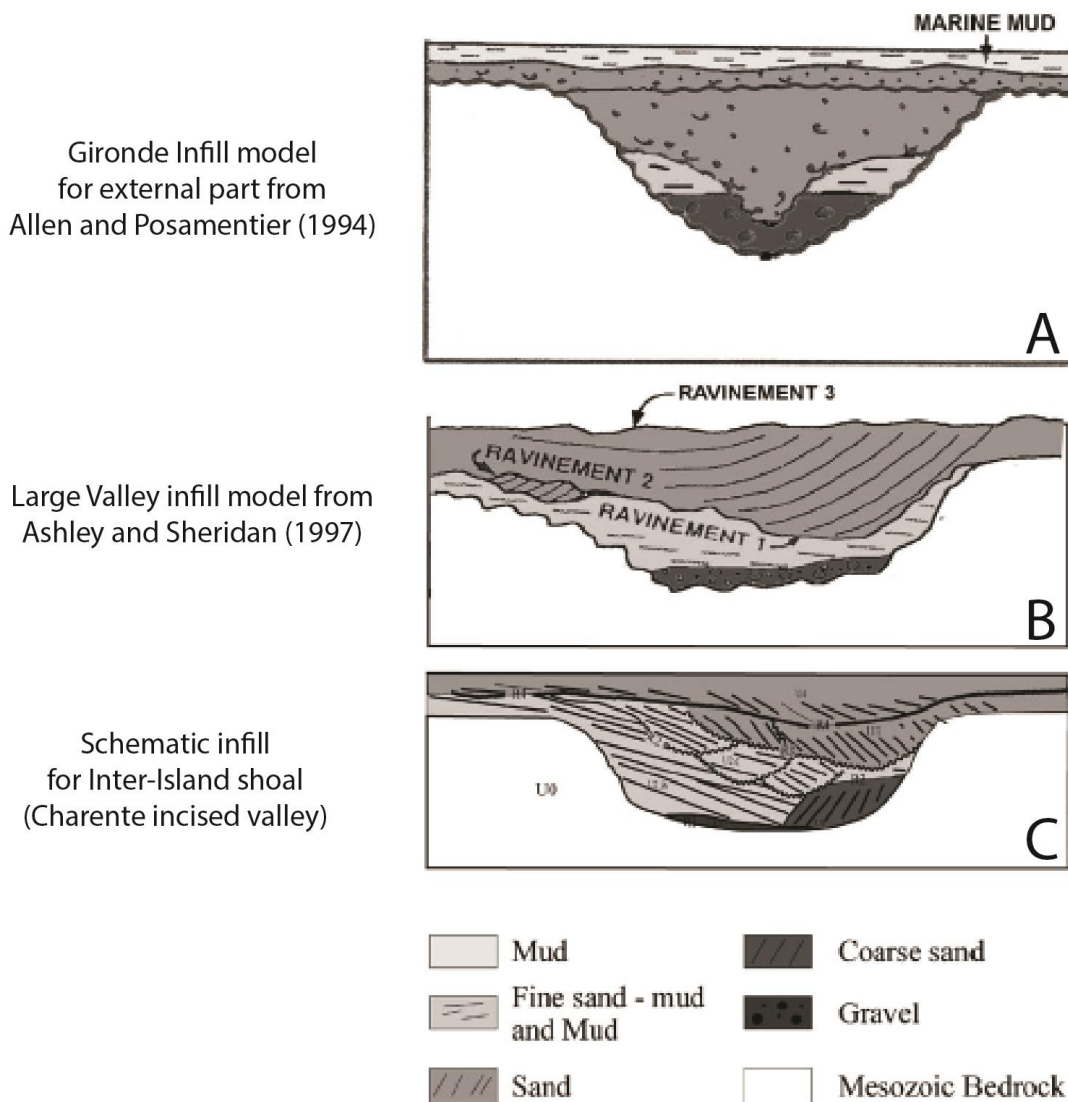 MARINE MUD
Gironde Infill model
for external part from
Allen and Posamentier (1994)
A
RAVINEMENT 3
RAVINEMENT 2
RAVINEMENT 1
Large Valley infill model from
Ashley and Sheridan (1997)
B
U4
R4
Schematic infill
for Inter-Island shoal
(Charente incised valley)
U0
C
Mud
Coarse sand
Fine sand - mud
and Mud
Gravel
Sand
Mesozoic Bedrock